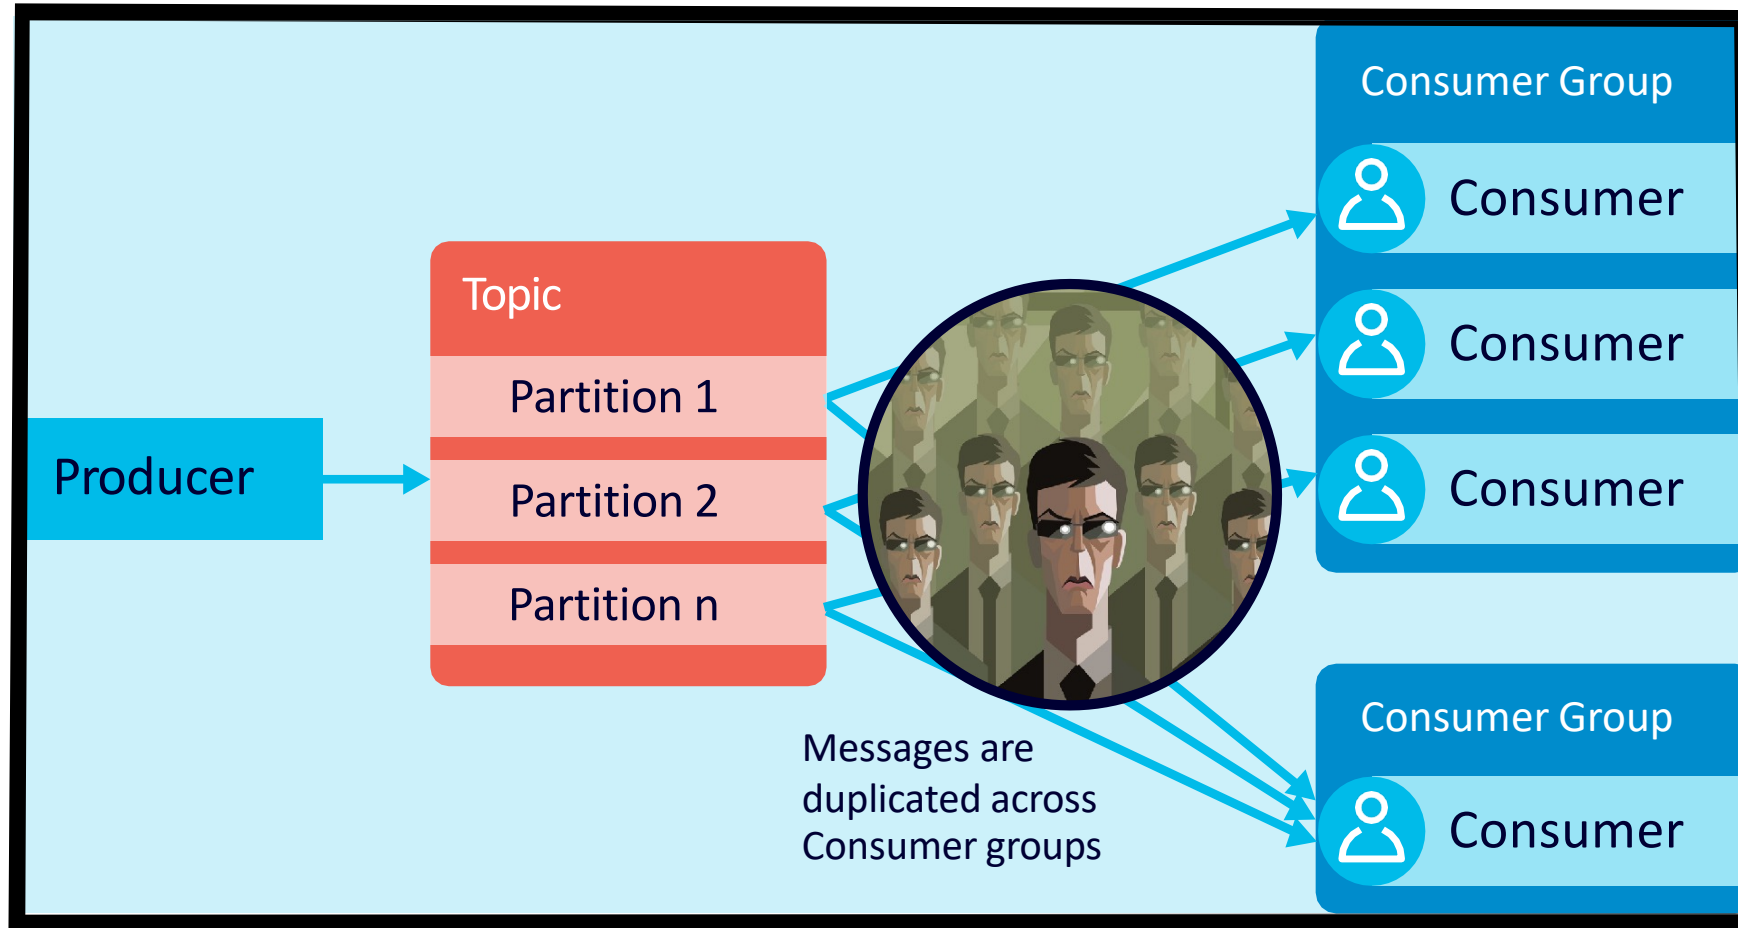 Producer
Topic
Partition 1
Partition 2
Partition n
Messages are
duplicated across
Consumer groups
Consumer Group
Consumer
Consumer
Consumer
Consumer Group
Consumer